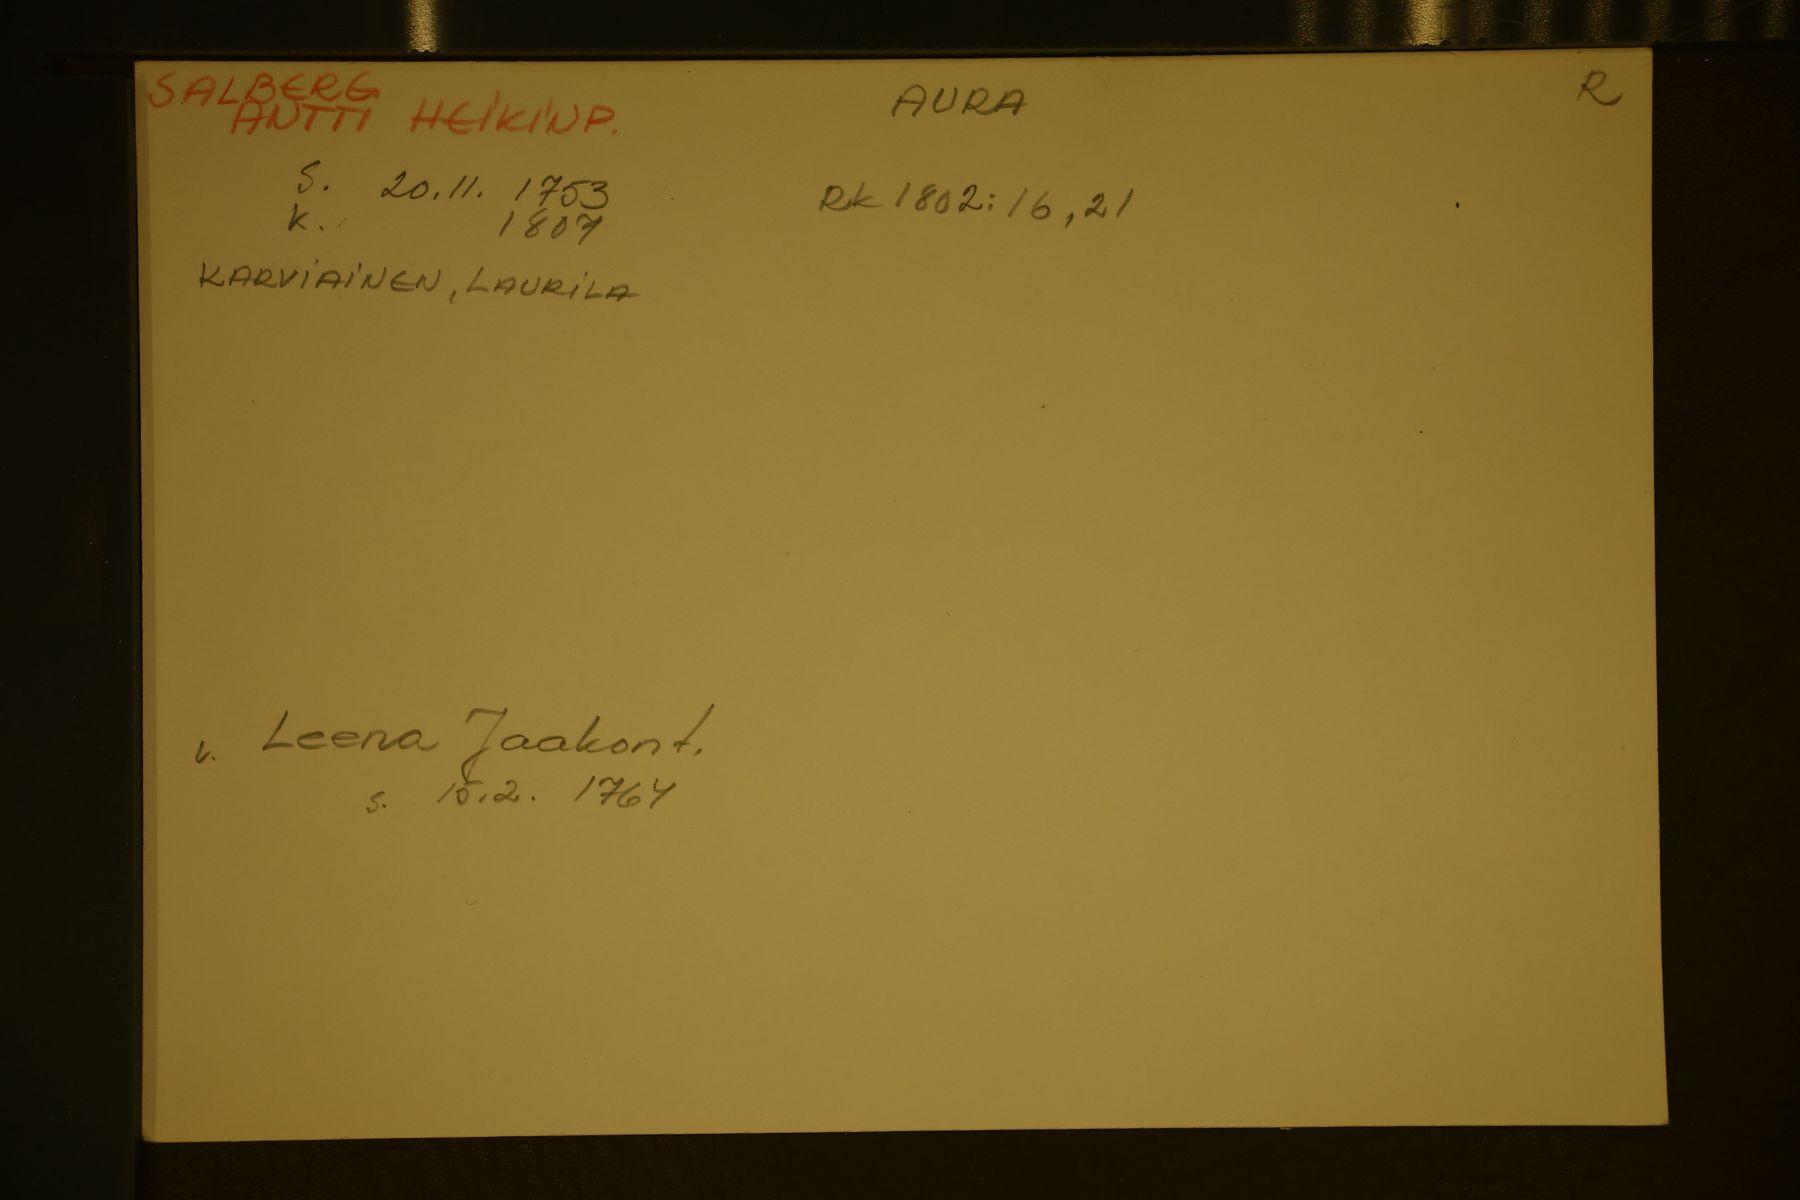 SALBERG
ANTTI HEIKINP.
AURA
R
S. 20.11. 1753
K. 1807
RK 1802: 16, 21
KARVIAINEN, LAURILA
v. Leena Jaakont.
s. 15.2. 1764